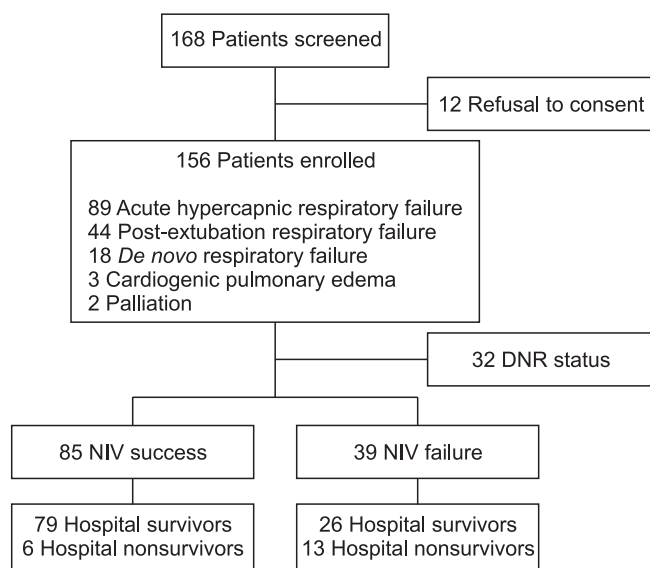 168 Patients screened
12 Refusal to consent
156 Patients enrolled
89 Acute hypercapnic respiratory failure
44 Post-extubation respiratory failure
18 De novo respiratory failure
3 Cardiogenic pulmonary edema
2 Palliation
32 DNR status
85 NIV success
39 NIV failure
79 Hospital survivors
6 Hospital nonsurvivors
26 Hospital survivors
13 Hospital nonsurvivors